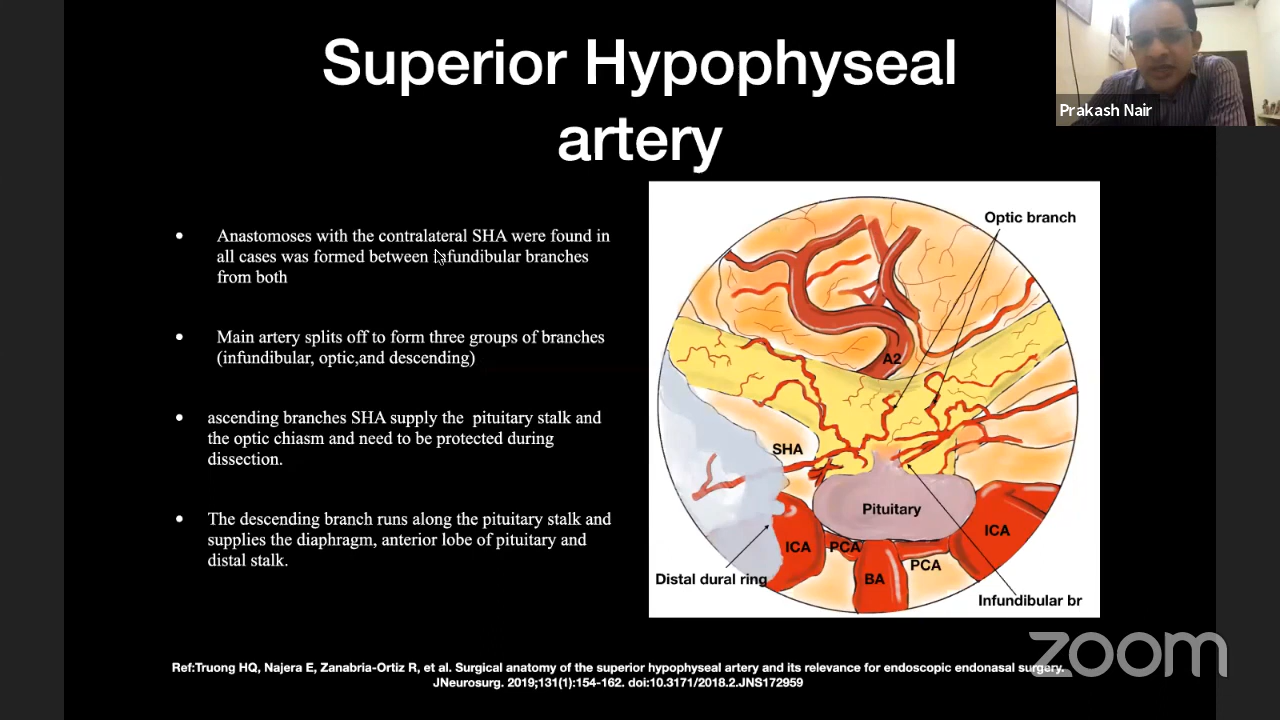 Superior Hypophyseal
artery
Prakash Nair
• Anastomoses with the contralateral SHA were found in
all cases was formed between infundibular branches
from both
• Main artery splits off to form three groups of branches
(infundibular, optic,and descending)
• ascending branches SHA supply the pituitary stalk and
the optic chiasm and need to be protected during
dissection.
• The descending branch runs along the pituitary stalk and
supplies the diaphragm, anterior lobe of pituitary and
distal stalk.
Optic branch
A2
SHA
Pituitary
ICA
ICA
PCA
PCA
BA
Distal dural ring
Infundibular br
zoom
Ref:Truong HQ, Najera E, Zanabria-Ortiz R, et al. Surgical anatomy of the superior hypophyseal artery and its relevance for endoscopic endonasal surgery.
JNeurosurg. 2019;131(1):154-162. doi:10.3171/2018.2.JNS172959